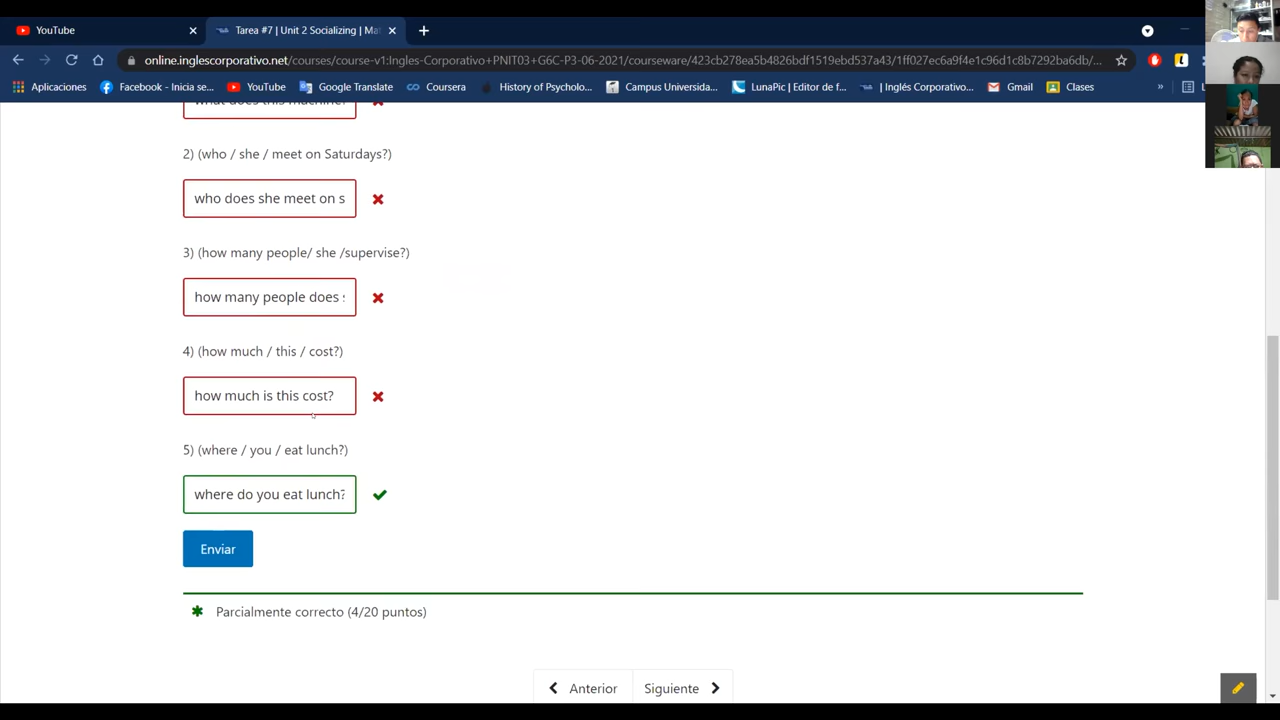 YouTube
Tarea #7 | Unit 2 Socializing | Ma
online.inglescorporativo.net/courses/course-v1:Ingles-Corporativo+PNIT03+G6C-P3-06-2021/courseware/423cb278ea5b4826bdf1519ebd537a43/1ff027ec6a9f4e1c96d1c8b7292ba6db/...
Aplicaciones
Facebook - Inicia se...
YouTube
Google Translate
Coursera
History of Psycholo...
Campus Universida...
LunaPic | Editor de f...
| Inglés Corporativo...
Gmail
Clases
»
what does this machine?
2) (who / she / meet on Saturdays?)
who does she meet on s
3) (how many people/ she /supervise?)
how many people does s
4) (how much / this / cost?)
how much is this cost?
5) (where / you / eat lunch?)
where do you eat lunch?
Enviar
Parcialmente correcto (4/20 puntos)
Anterior
Siguiente